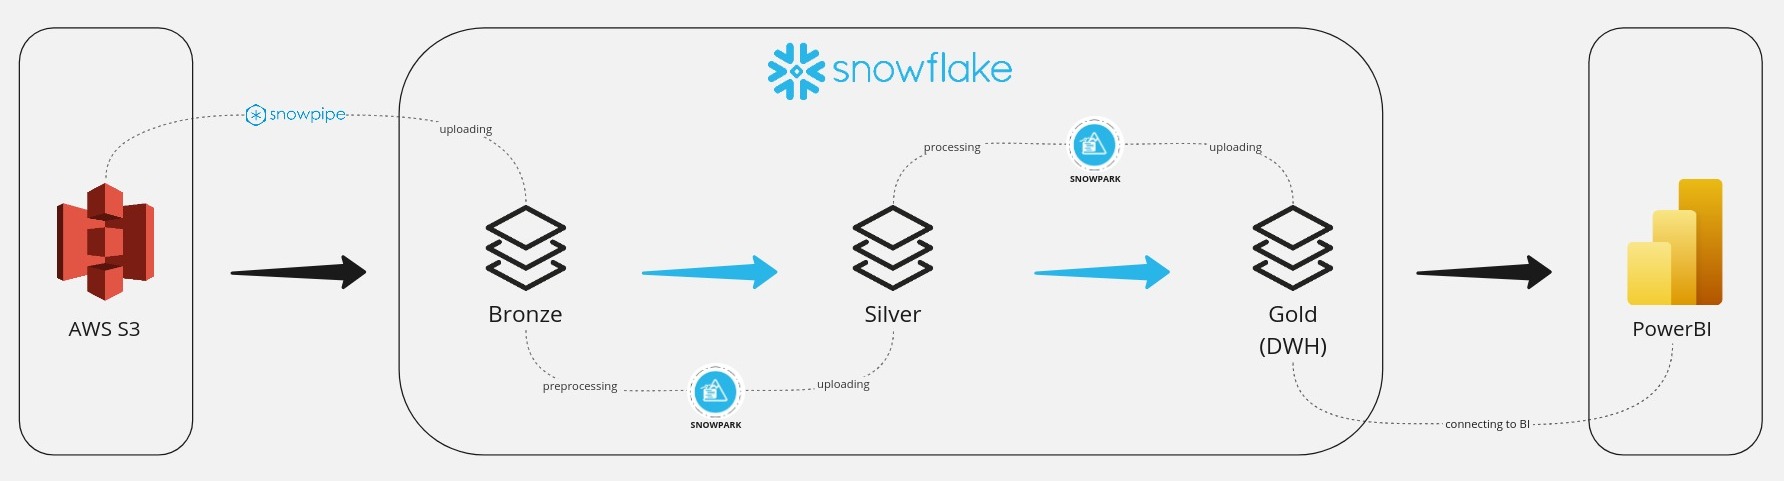 snowflake
snowpipe
uploading
processing
SNOWPARK
uploading
AWS S3
Bronze
Silver
Gold
(DWH)
PowerBI
preprocessing
SNOWPARK
uploading
connecting to BI